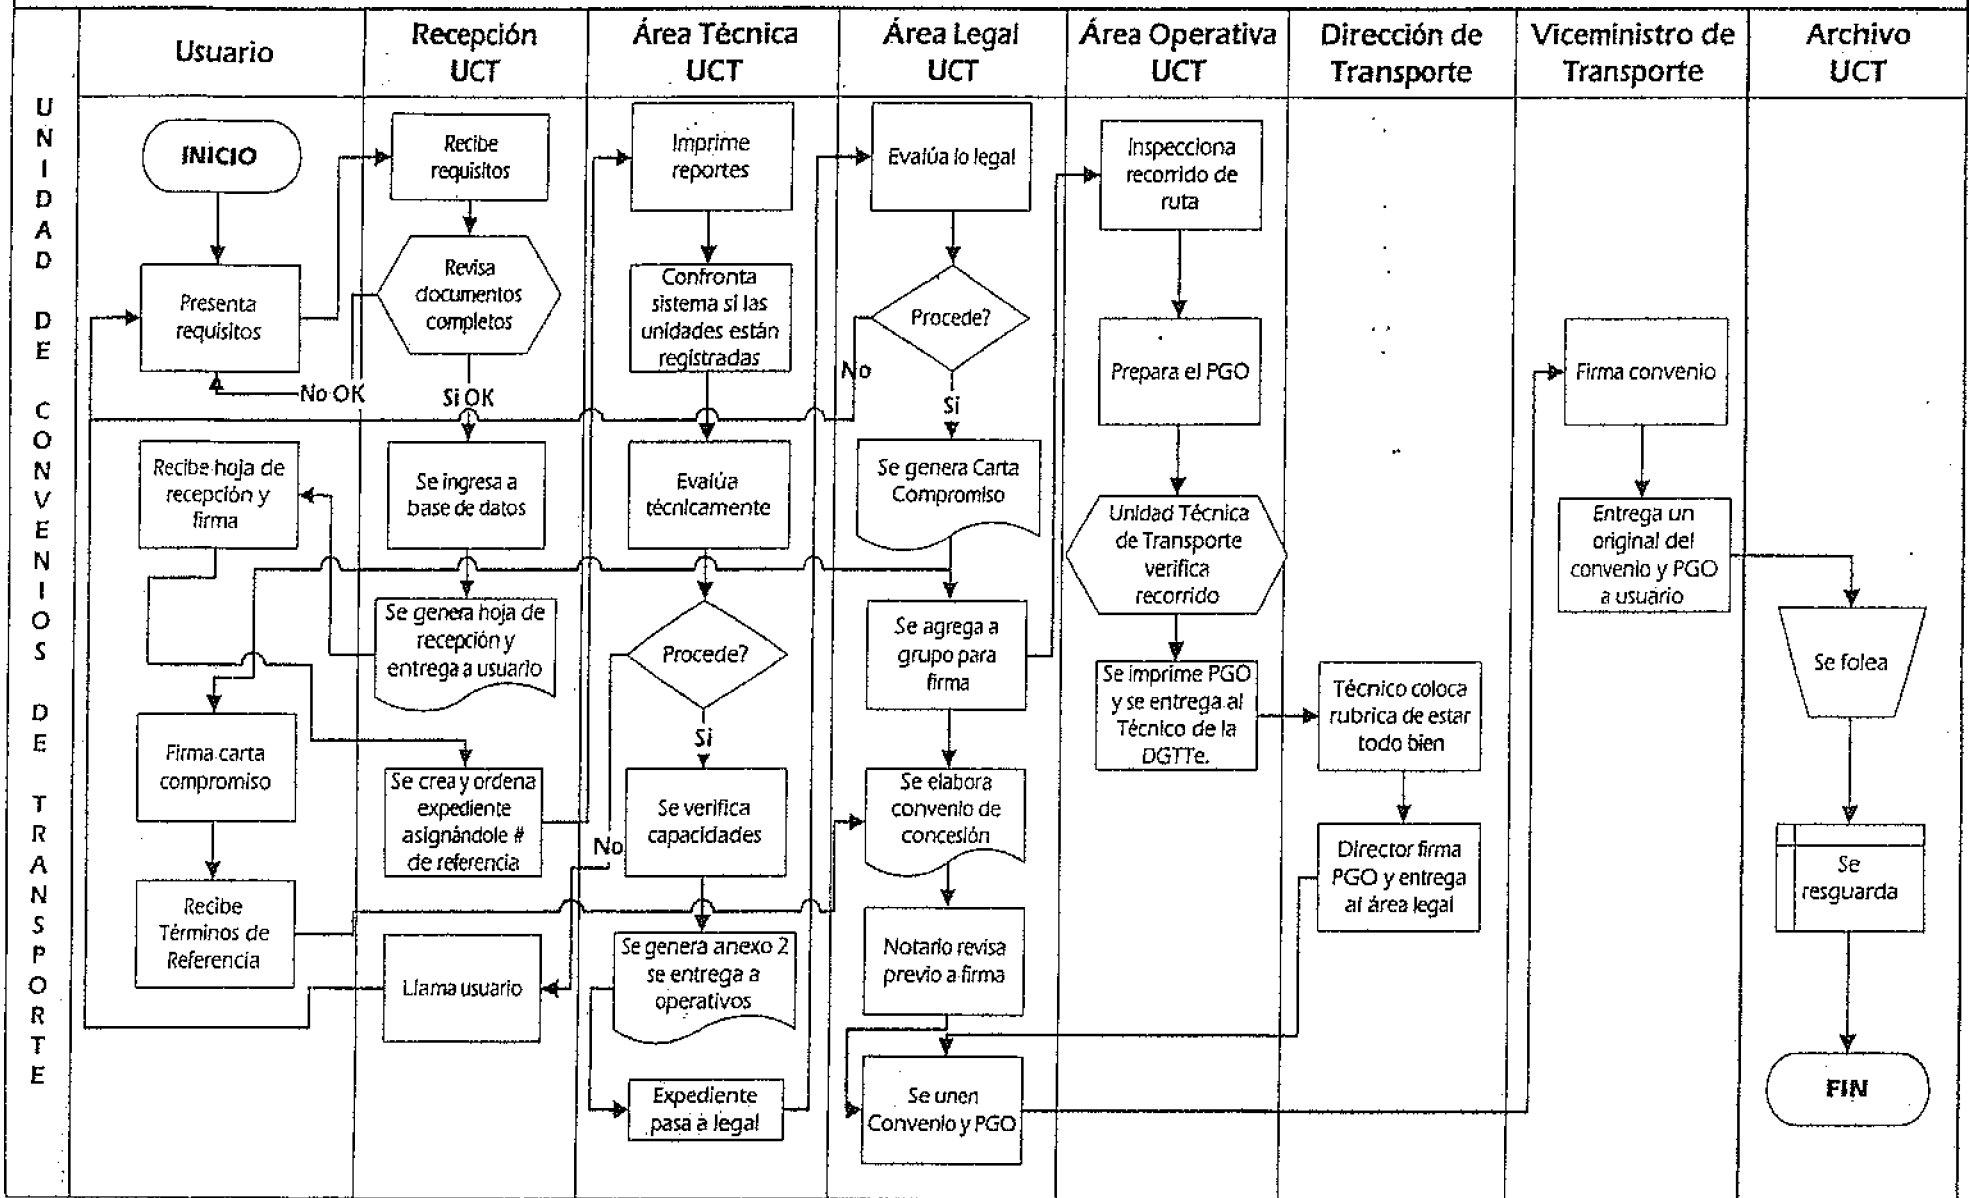 Usuario
Recepción
UCT
Área Técnica
UCT
Área Legal
UCT
Área Operativa
UCT
Dirección de
Transporte
Viceministro de
Transporte
Archivo
UCT
UNIDAD DE CONVENIOS DE TRANSPORTE
INICIO
Presenta
requisitos
No OK
Recibe hoja de
recepción y
firma
Firma carta
compromiso
Recibe
Términos de
Referencia
Recibe
requisitos
Revisa
documentos
completos
Si OK
Se ingresa a
base de datos
Se genera hoja de
recepción y
entrega a usuario
Se crea y ordena
expediente
asignándole #
de referencia
Llama usuario
Imprime
reportes
Confronta
sistema si las
unidades están
registradas
Evalúa
técnicamente
Procede?
Si
No
Se verifica
capacidades
Se genera anexo 2
se entrega a
operativos
Expediente
pasa a legal
Evalúa lo legal
Procede?
No
Si
Se genera Carta
Compromiso
Se agrega a
grupo para
firma
Se elabora
convenio de
concesión
Notario revisa
previo a firma
Se unen
Convenio y PGO
Inspecciona
recorrido de
ruta
Prepara el PGO
Unidad Técnica
de Transporte
verifica
recorrido
Se imprime PGO
y se entrega al
Técnico de la
DGTTe.
Técnico coloca
rubrica de estar
todo bien
Director firma
PGO y entrega
al área legal
Firma convenio
Entrega un
original del
convenio y PGO
a usuario
Se folea
Se
resguarda
FIN